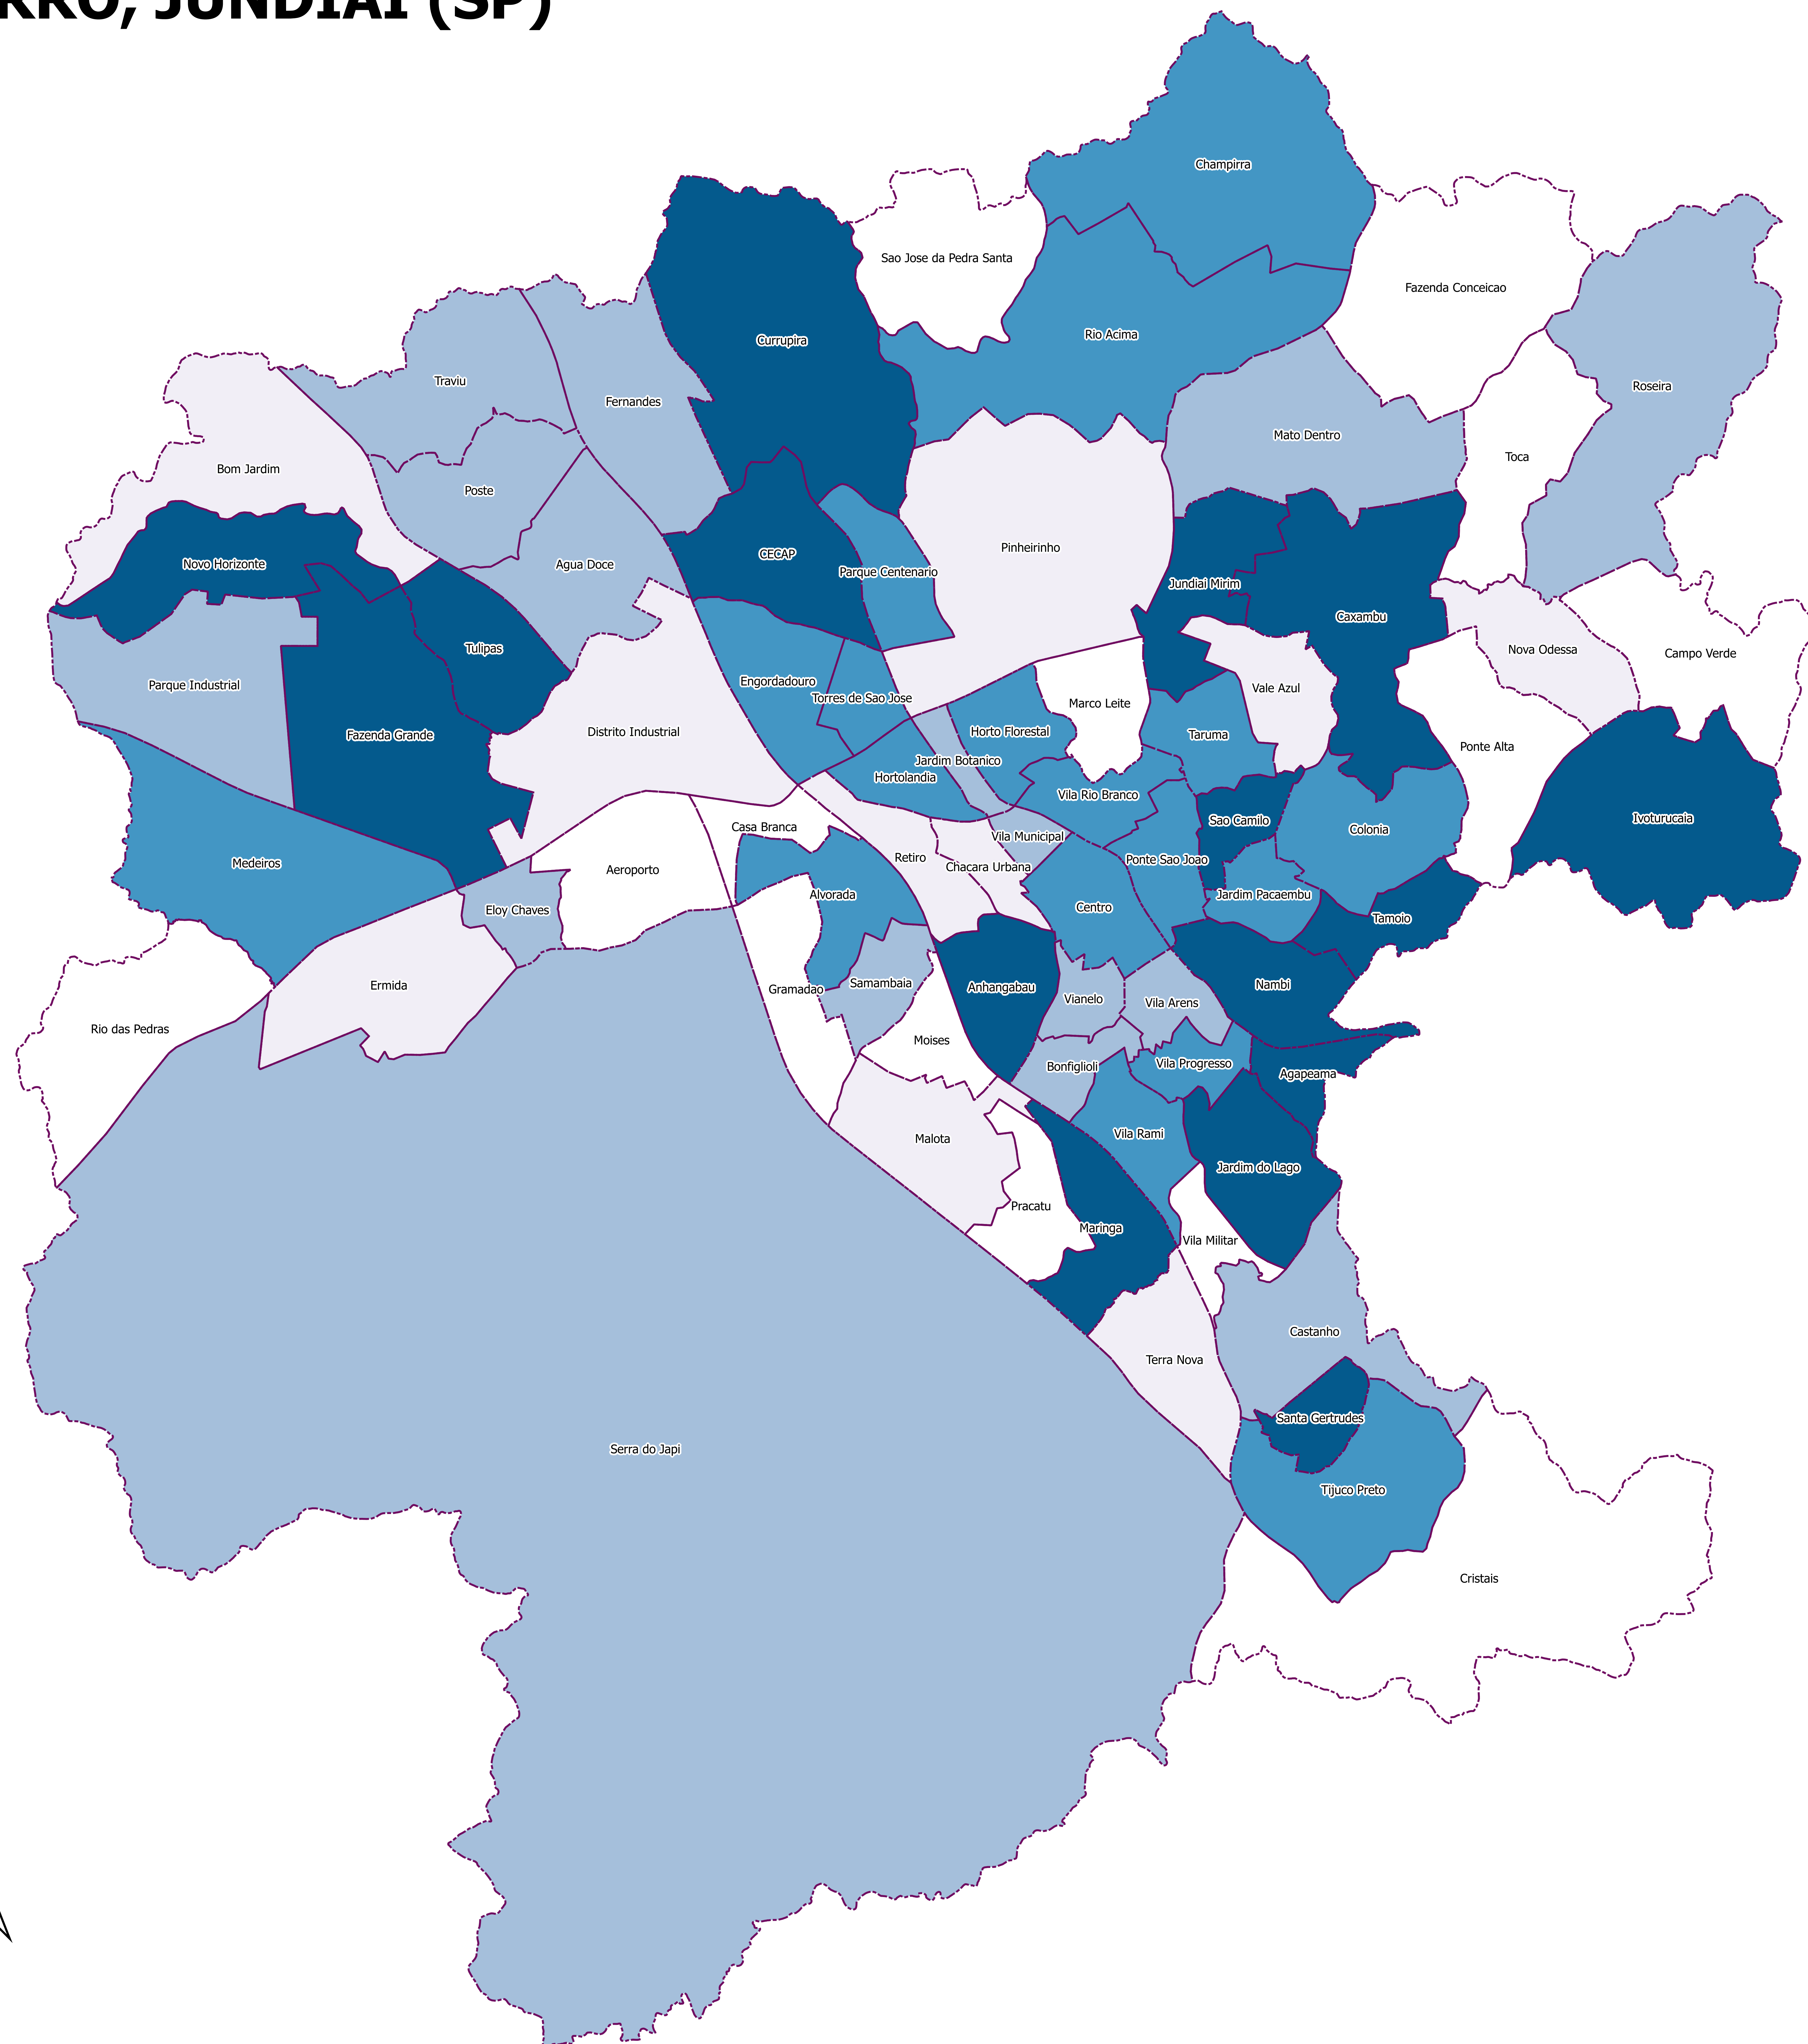 RRO, JUNDIAÍ (SP)
Champirra
Sao Jose da Pedra Santa
Fazenda Conceicao
Rio Acima
Currupira
Traviu
Roseira
Fernandes
Mato Dentro
Toca
Bom Jardim
Poste
Pinheirinho
CECAP
Novo Horizonte
Agua Doce
Parque Centenario
Jundiai Mirim
Caxambu
Tulipas
Nova Odessa
Campo Verde
Parque Industrial
Engordadouro
Vale Azul
Torres de Sao Jose
Marco Leite
Distrito Industrial
Horto Florestal
Fazenda Grande
Taruma
Ponte Alta
Jardim Botanico
Hortolandia
Vila Rio Branco
Ivoturucaia
Sao Camilo
Casa Branca
Colonia
Vila Municipal
Retiro
Ponte Sao Joao
Medeiros
Chacara Urbana
Aeroporto
Alvorada
Jardim Pacaembu
Centro
Eloy Chaves
Tamoio
Samambaia
Ermida
Gramadao
Anhangabau
Nambi
Vianelo
Vila Arens
Rio das Pedras
Moises
Vila Progresso
Bonfiglioli
Agapeama
Vila Rami
Malota
Jardim do Lago
Pracatu
Maringa
Vila Militar
Castanho
Terra Nova
Santa Gertrudes
Serra do Japi
Tijuco Preto
Cristais